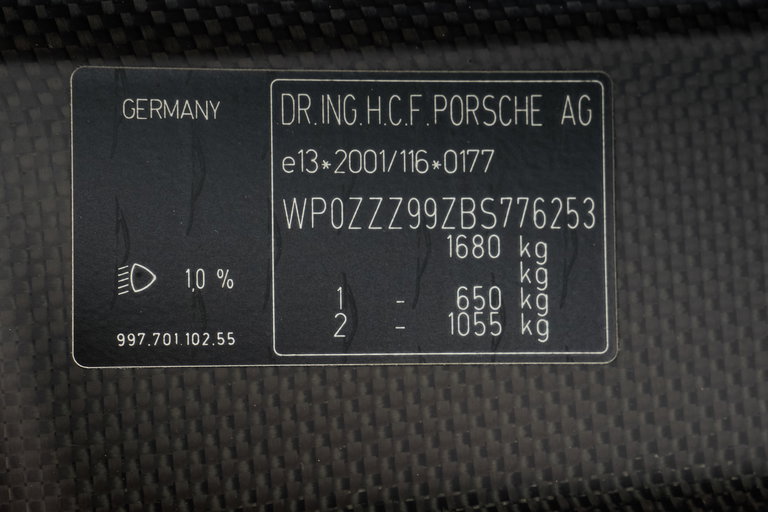 GERMANY
1,0 %
997.701.102.55
DR.ING.H.C.F.PORSCHE AG
e13*2001/116*0177
WP0ZZZ99ZBS776253
1680 kg
kg
1 - 650 kg
2 - 1055 kg